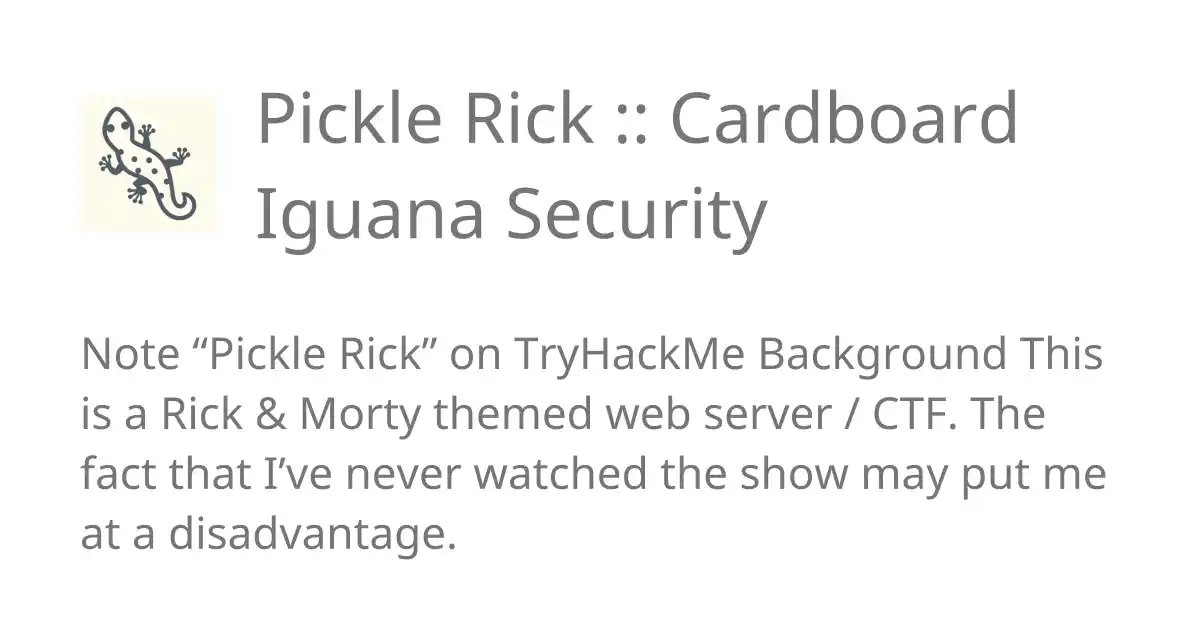 Pickle Rick :: Cardboard
Iguana Security
Note “Pickle Rick” on TryHackMe Background This
is a Rick & Morty themed web server / CTF. The
fact that I’ve never watched the show may put me
at a disadvantage.